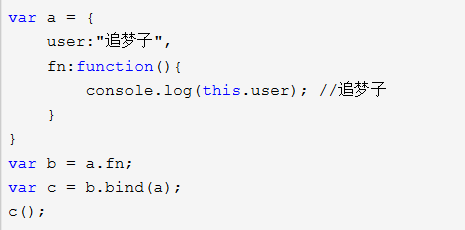 var a = {
    user:"追梦子",
    fn:function(){
        console.log(this.user); //追梦子
    }
}
var b = a.fn;
var c = b.bind(a);
c();